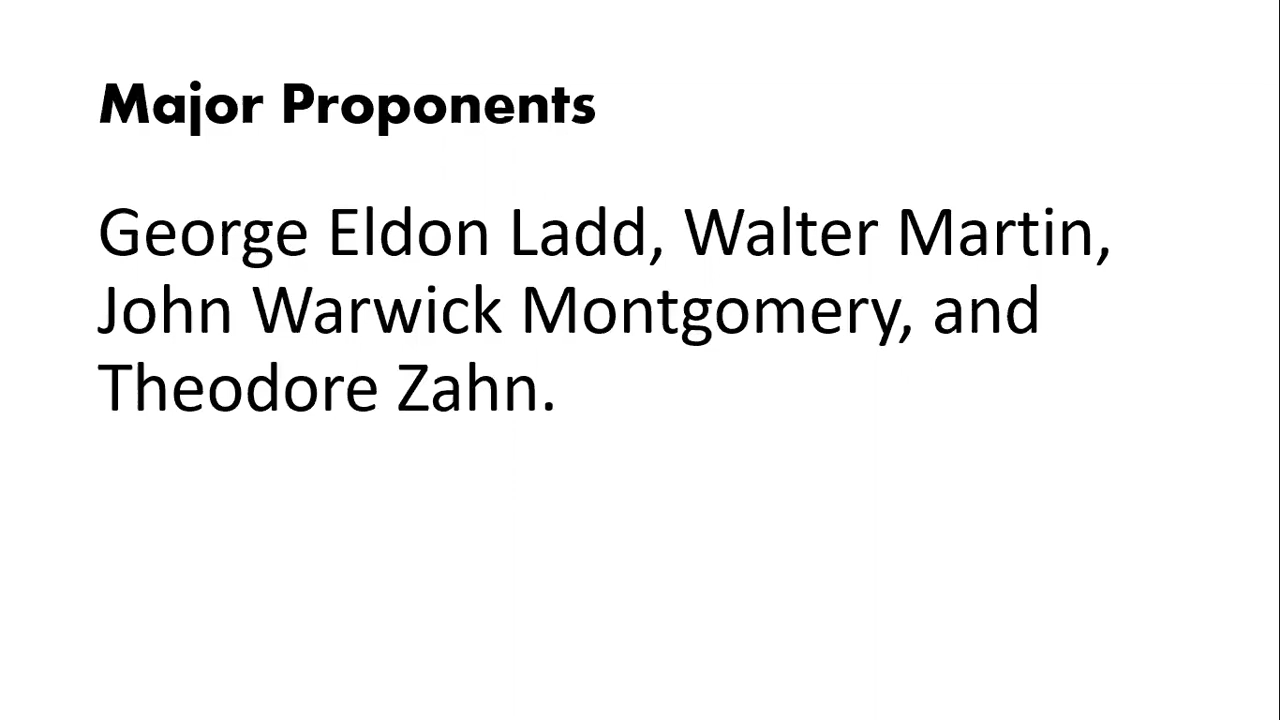 Major Proponents
George Eldon Ladd, Walter Martin,
John Warwick Montgomery, and
Theodore Zahn.